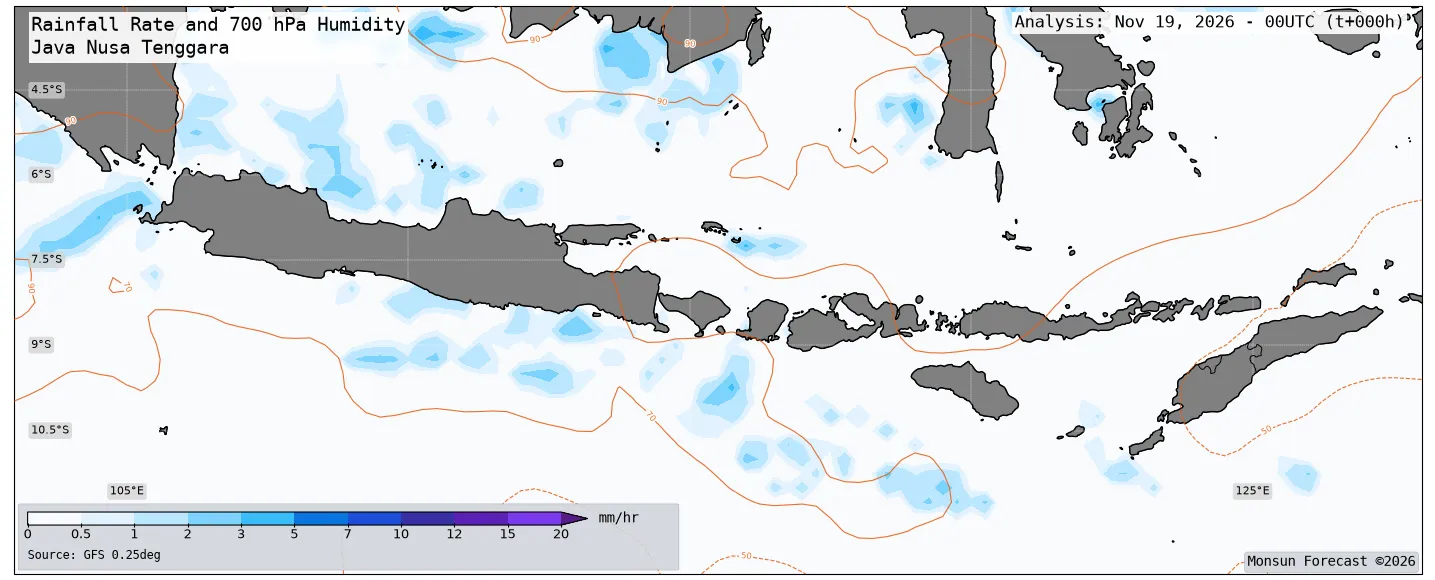 Rainfall Rate and 700 hPa Humidity
Java Nusa Tenggara
Analysis: Nov 19, 2026 - 00UTC (t+000h)
90
90
90
90
4.5°S
6°S
7.5°S
90
70
9°S
70
10.5°S
50
105°E
125°E
0 0.5 1 2 3 5 7 10 12 15 20
mm/hr
Source: GFS 0.25deg
50
Monsun Forecast ©2026